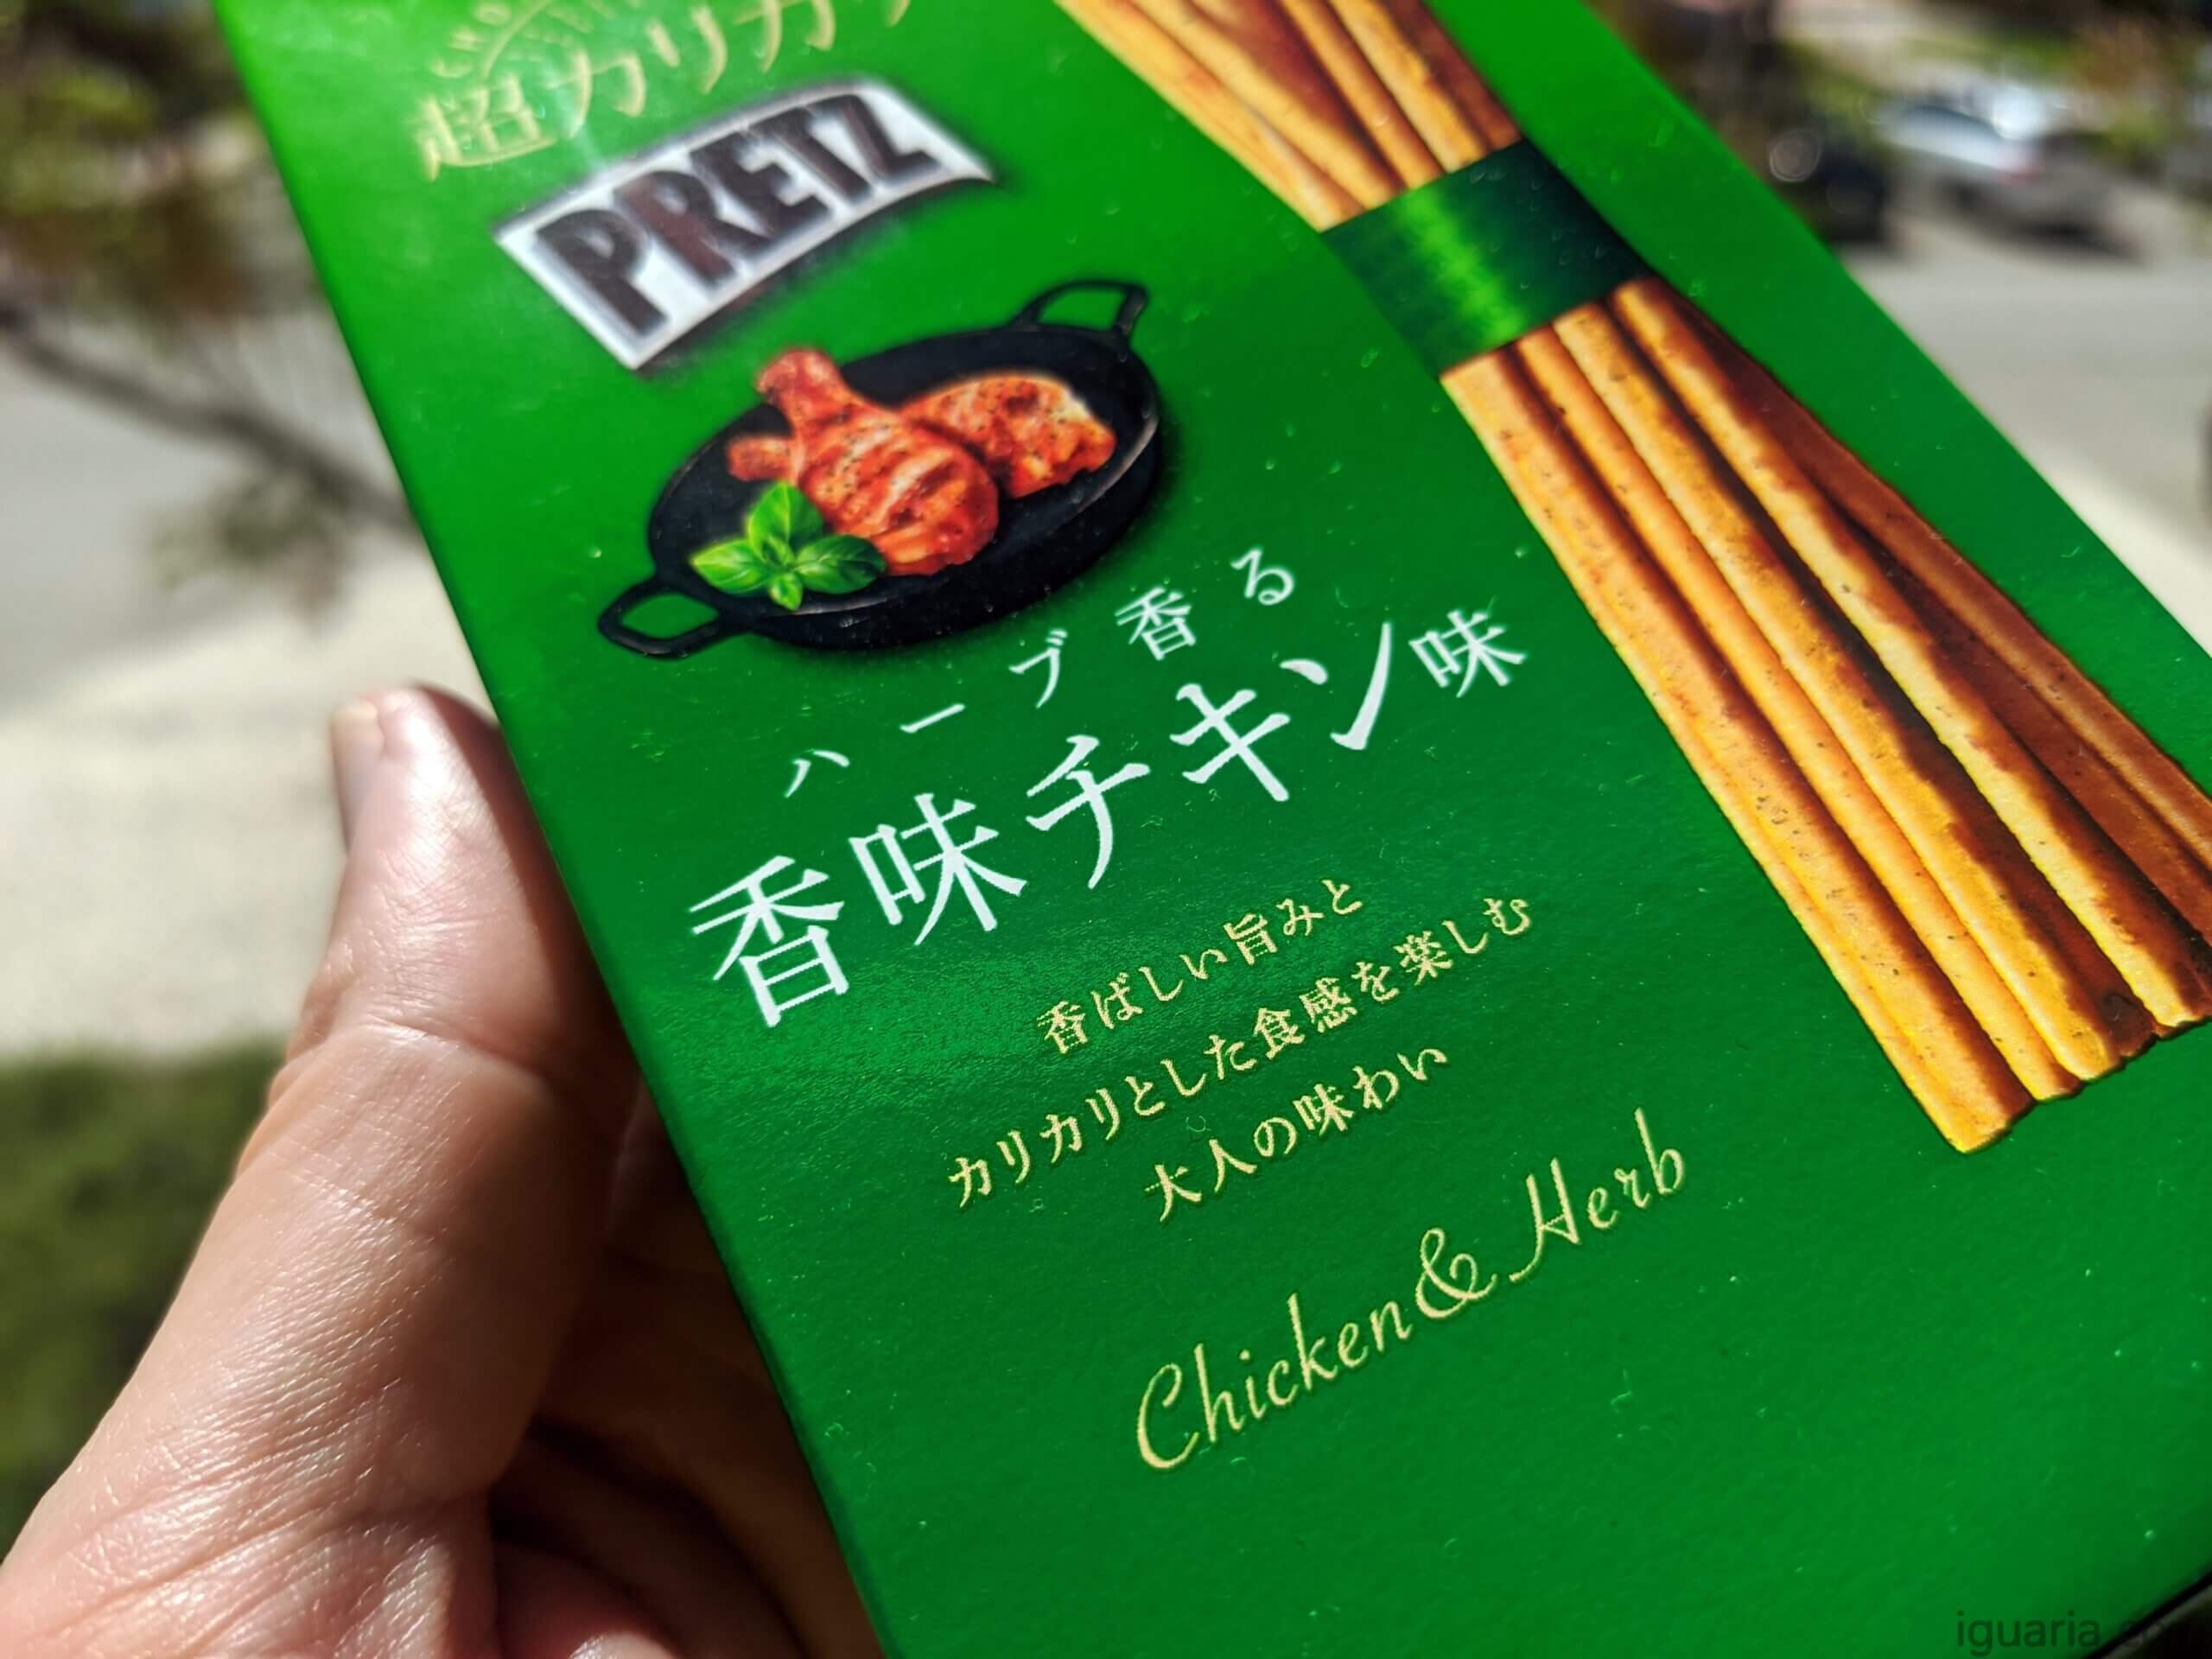 超カリカリ
PRETZ
ハーブ香る
香味チキン味
香ばしい旨みと
カリカリとした食感を楽しむ
大人の味わい
Chicken & Herb
iguaria